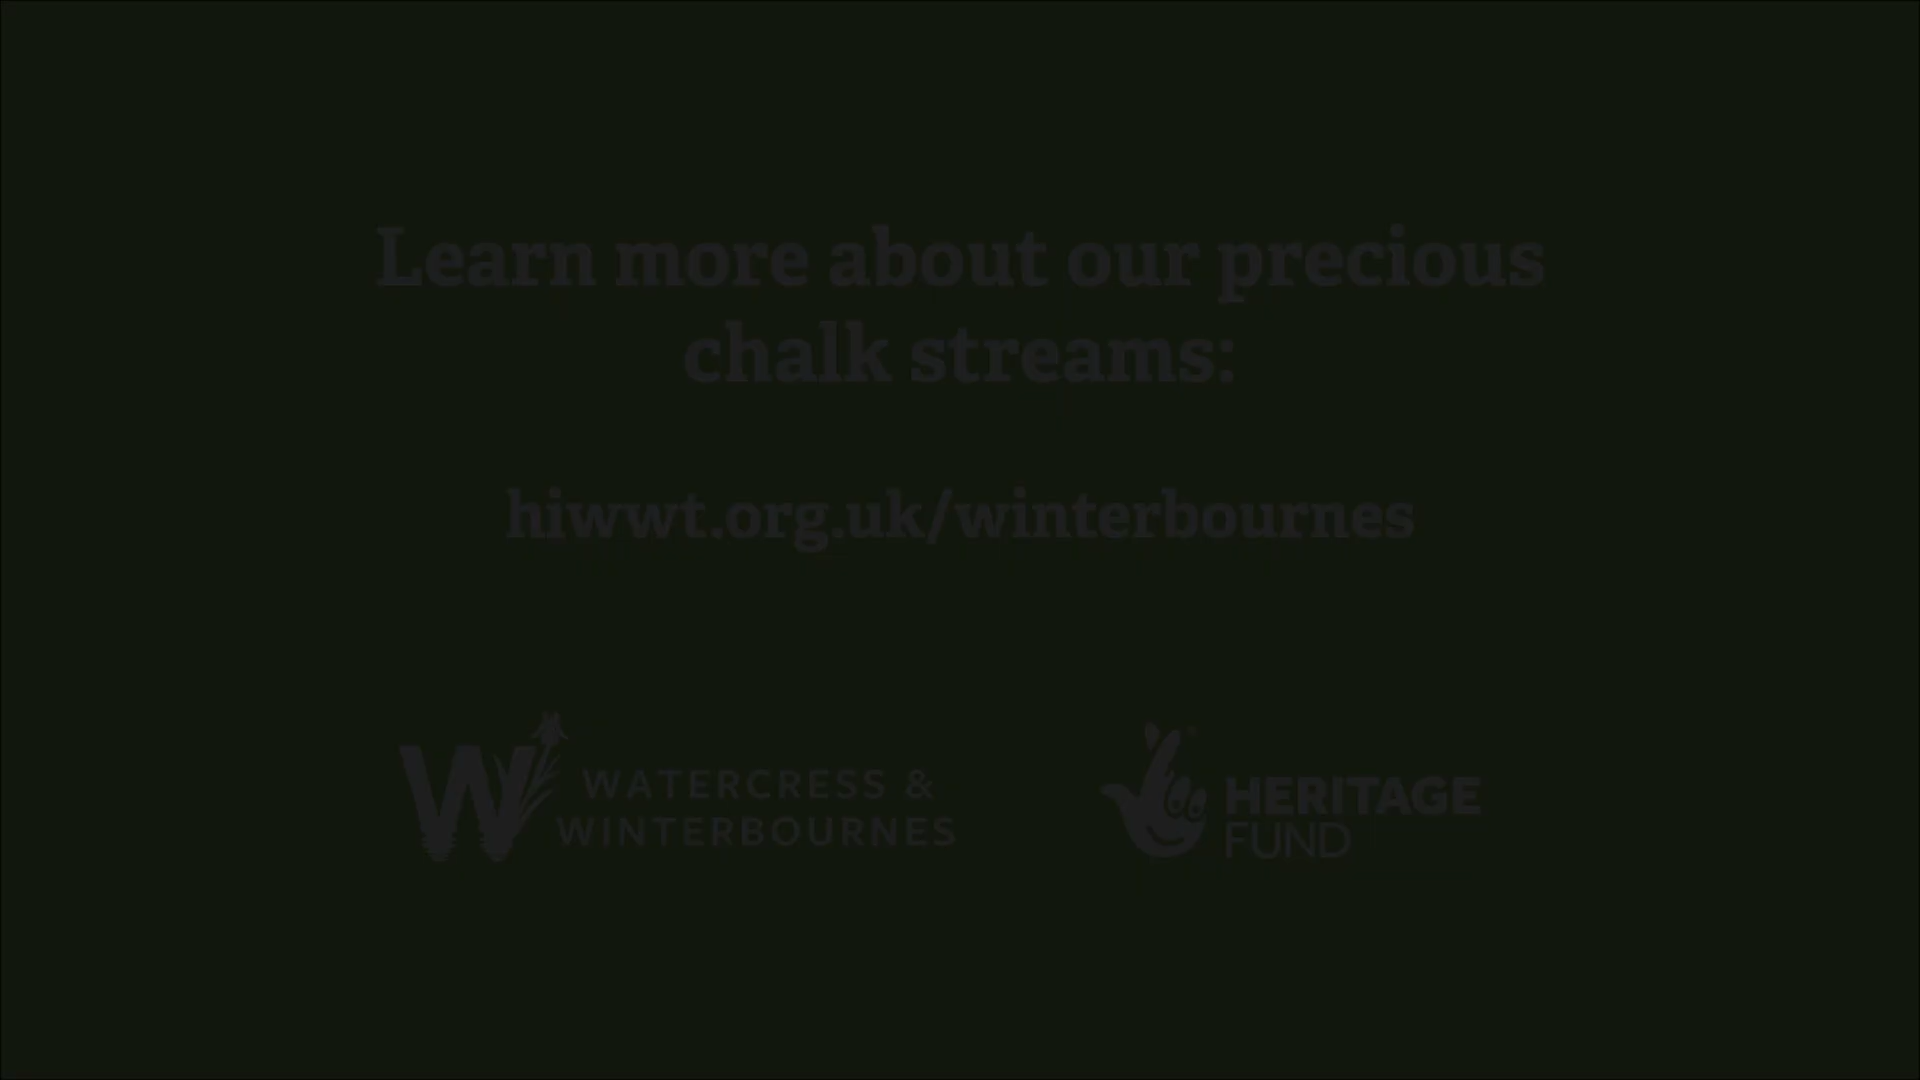 Learn more about our precious
chalk streams:
hiwwt.org.uk/winterbournes
WATERCRESS &
WINTERBOURNES
HERITAGE
FUND